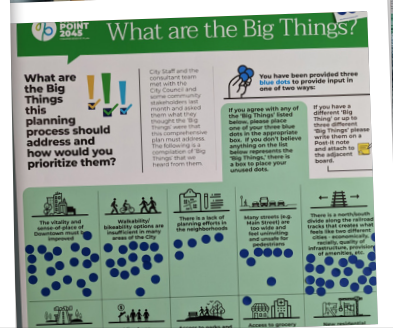 POINT
2045
What are the Big Things?
What are
the Big
Things
this
planning
process should
address and
how would you
prioritize them?
City Staff and the
consultant team
met with the
City Council and
some community
stakeholders last
month and asked
them what they
thought the 'Big
Things' were that
this comprehensive
plan must address.
The following is a
compilation of 'Big
Things' that we
heard from them.
You have been provided three
blue dots to provide input in
one of two ways:
If you agree with any of
the 'Big Things' listed
below, please place
one of your three blue
dots in the appropriate
box. If you don't believe
anything on the list
below represents the
'Big Things,' there's
a box to place your
unused dots.
If you have a
different 'Big
Thing' or up to
three different
'Big Things' please
write them on a
Post-it note
and attach to
the adjacent
board.
The vitality and
sense-of-place of
Downtown must be
improved
Walkability/
bikeability options are
insufficient in many
areas of the City
There is a lack of
planning efforts in
the neighborhoods
Many streets (e.g.
Main Street) are
too wide and
feel uninviting
and unsafe for
pedestrians
There is a north/south
divide along the railroad
tracks that creates what
feels like two different
cities - economically,
racially, quality of
infrastructure, provision
of amenities, etc.
Access to grocery